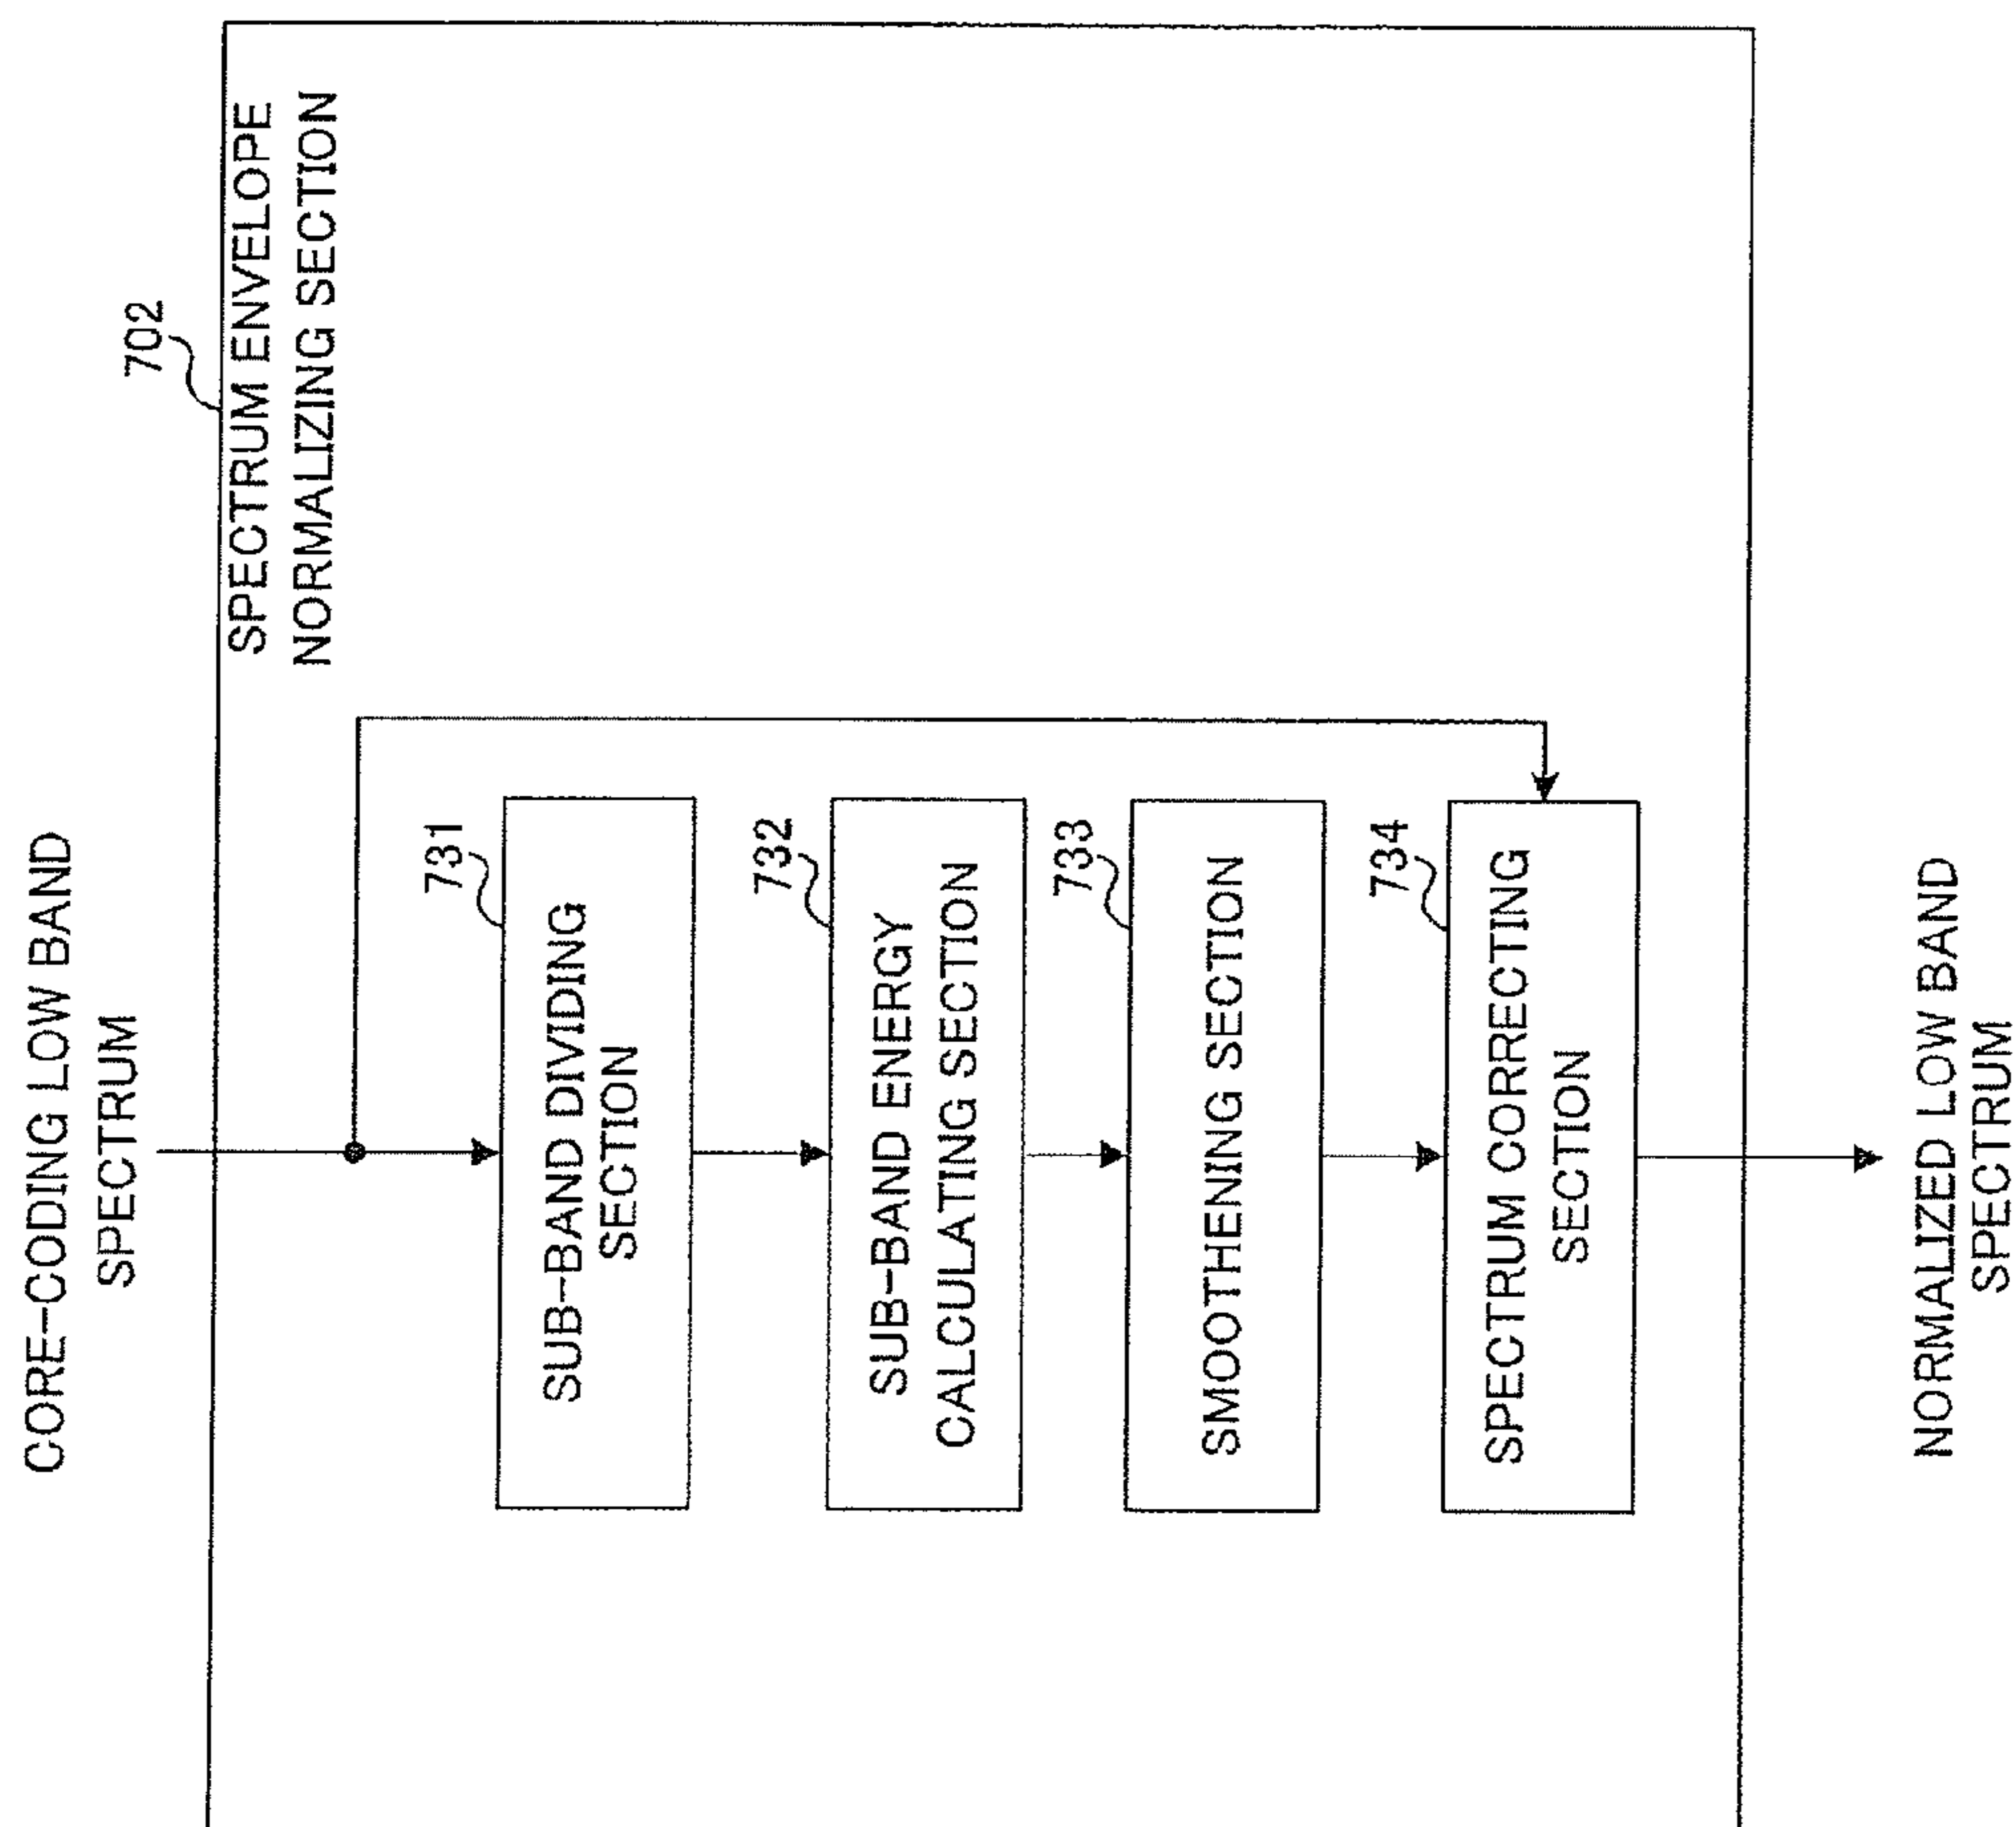 CORE-CODING LOW BAND
SPECTRUM
702
SPECTRUM ENVELOPE
NORMALIZING SECTION
731
SUB-BAND DIVIDING
SECTION
732
SUB-BAND ENERGY
CALCULATING SECTION
733
SMOOTHENING SECTION
734
SPECTRUM CORRECTING
SECTION
NORMALIZED LOW BAND
SPECTRUM